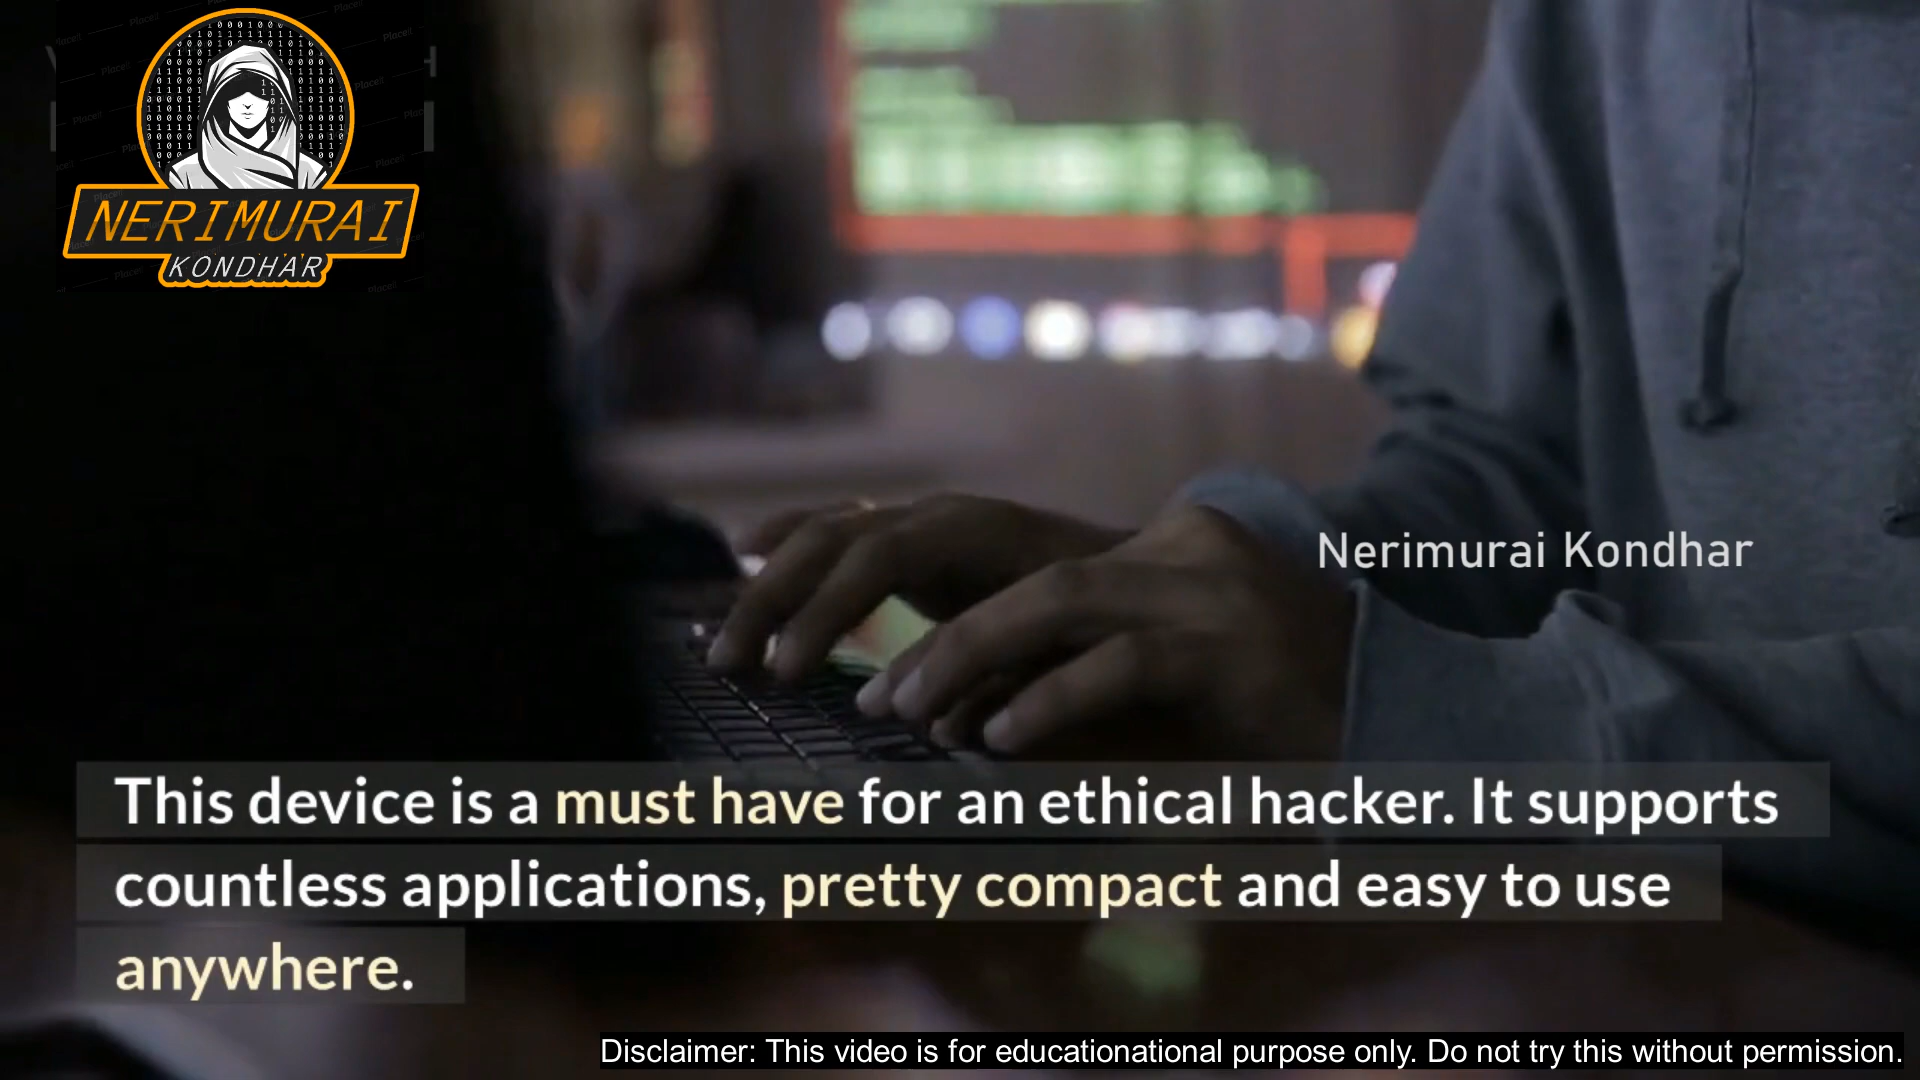 NERIMURAI
KONDHAR
Nerimurai Kondhar
This device is a must have for an ethical hacker. It supports
countless applications, pretty compact and easy to use
anywhere.
Disclaimer: This video is for educationational purpose only. Do not try this without permission.